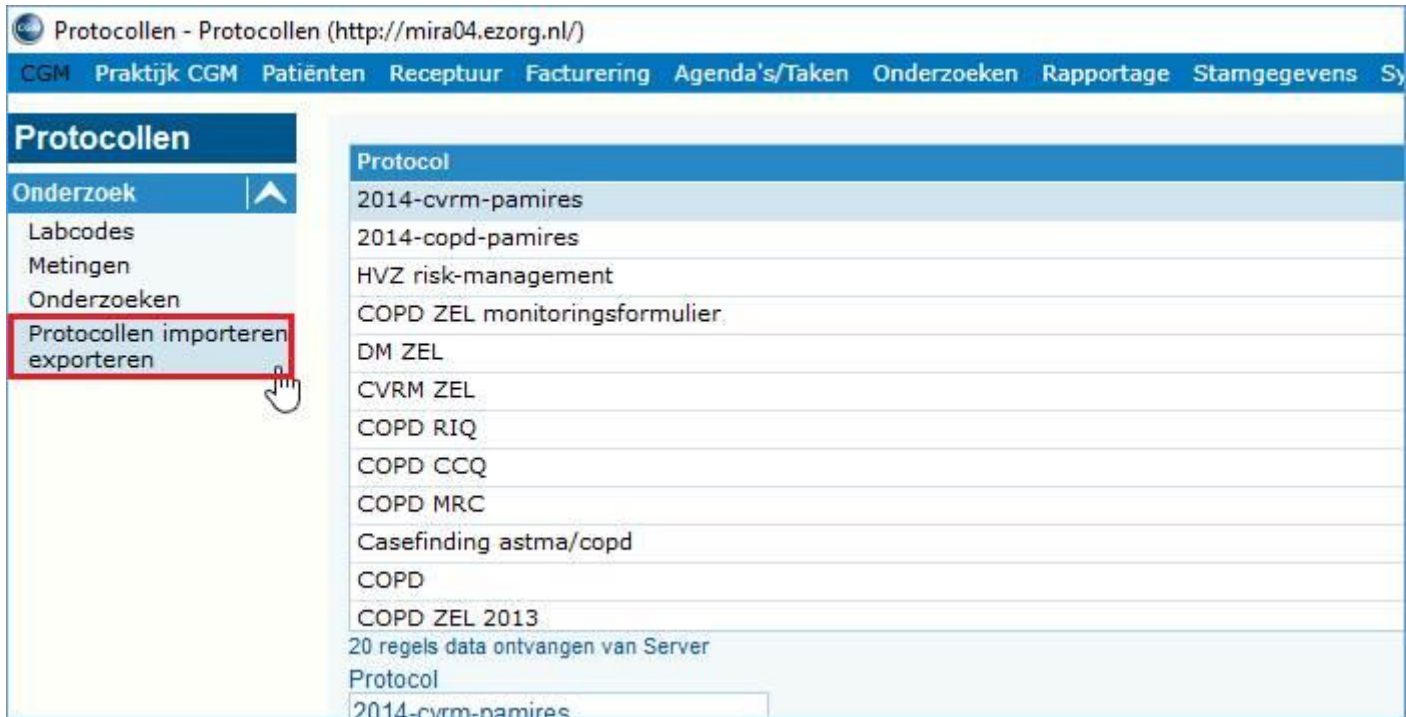 Protocollen - Protocollen (http://mira04.ezorg.nl/)
CGM Praktijk CGM Patiënten Receptuur Facturering Agenda's/Taken Onderzoeken Rapportage Stamgegevens Sy
Protocollen
Onderzoek
Labcodes
Metingen
Onderzoeken
Protocollen importeren
exporteren
Protocol
2014-cvrm-pamires
2014-copd-pamires
HVZ risk-management
COPD ZEL monitoringsformulier
DM ZEL
CVRM ZEL
COPD RIQ
COPD CCQ
COPD MRC
Casefinding astma/copd
COPD
COPD ZEL 2013
20 regels data ontvangen van Server
Protocol
2014-cvrm-pamires